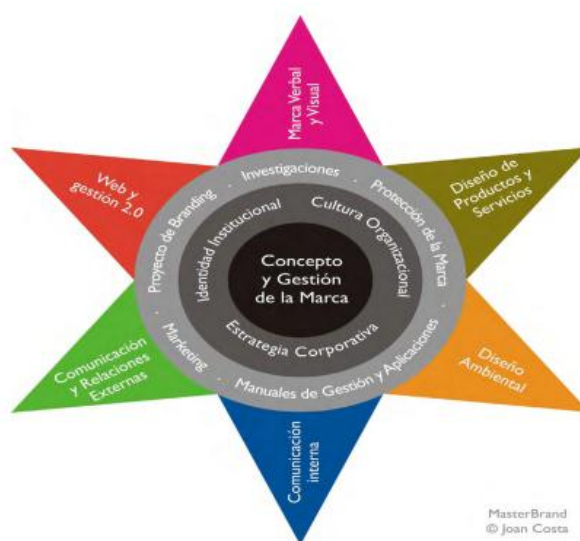 Marca Verbal
y Visual
Diseño de
Productos y
Servicios
Diseño
Ambiental
Comunicación
interna
Comunicación
y Relaciones
Externas
Web y
gestión 2.0
Proyecto de Branding . Investigaciones . Protección de la Marca .
Manuales de Gestión y Aplicaciones .
Marketing .
Identidad Institucional
Cultura Organizacional
Estrategia Corporativa
Concepto
y Gestión
de la Marca
MasterBrand
© Joan Costa